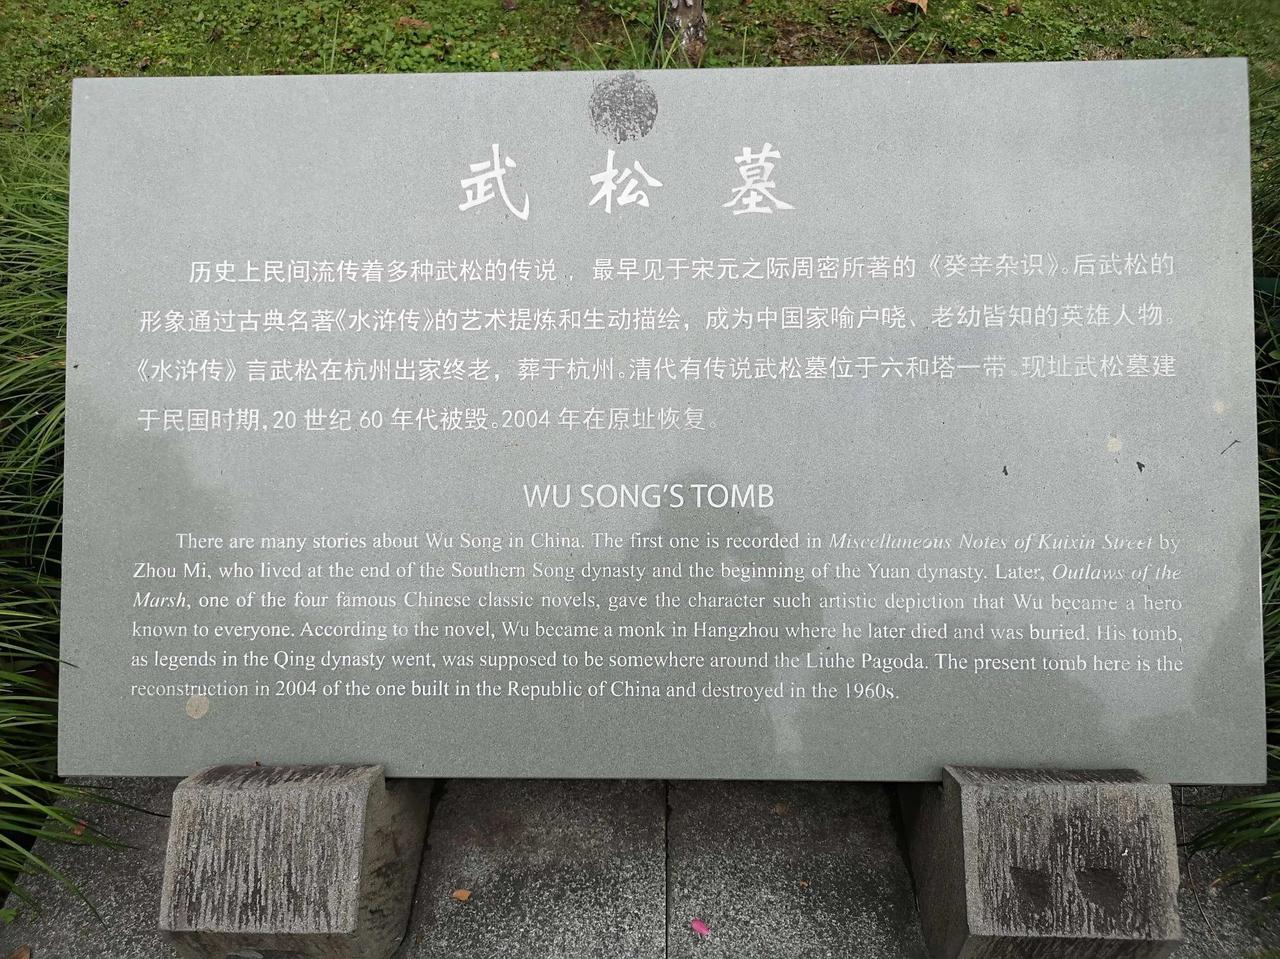 武松墓
历史上民间流传着多种武松的传说，最早见于宋元之际周密所著的《癸辛杂识》。后武松的
形象通过古典名著《水浒传》的艺术提炼和生动描绘，成为中国家喻户晓、老幼皆知的英雄人物。
《水浒传》言武松在杭州出家终老，葬于杭州。清代有传说武松墓位于六和塔一带。现址武松墓建
于民国时期，20世纪60年代被毁。2004年在原址恢复。
WU SONG'S TOMB
There are many stories about Wu Song in China. The first one is recorded in Miscellaneous Notes of Kuixin Street by
Zhou Mi, who lived at the end of the Southern Song dynasty and the beginning of the Yuan dynasty. Later, Outlaws of the
Marsh, one of the four famous Chinese classic novels, gave the character such artistic depiction that Wu became a hero
known to everyone. According to the novel, Wu became a monk in Hangzhou where he later died and was buried. His tomb,
as legends in the Qing dynasty went, was supposed to be somewhere around the Liuhe Pagoda. The present tomb here is the
reconstruction in 2004 of the one built in the Republic of China and destroyed in the 1960s.